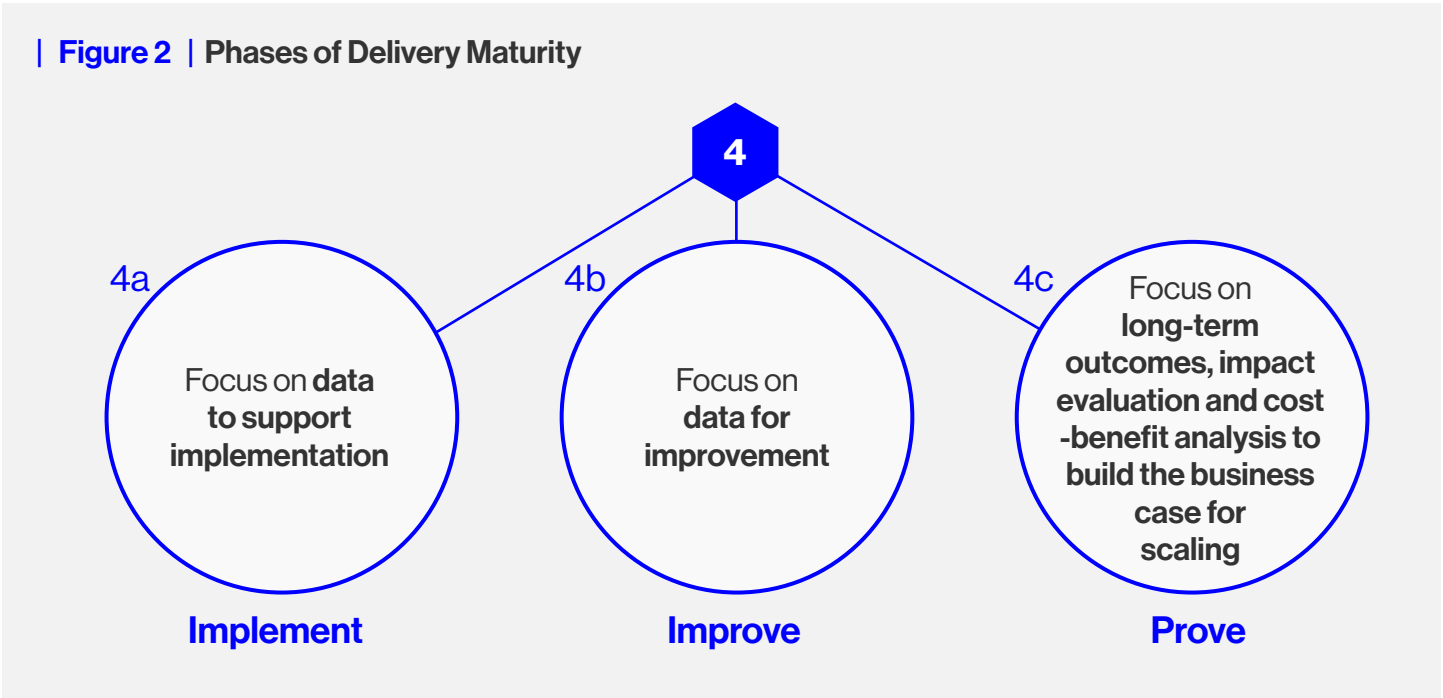 | Figure 2 | Phases of Delivery Maturity
4
4a
Focus on data
to support
implementation
Implement
4b
Focus on
data for
improvement
Improve
4c
Focus on
long-term
outcomes, impact
evaluation and cost
-benefit analysis to
build the business
case for
scaling
Prove